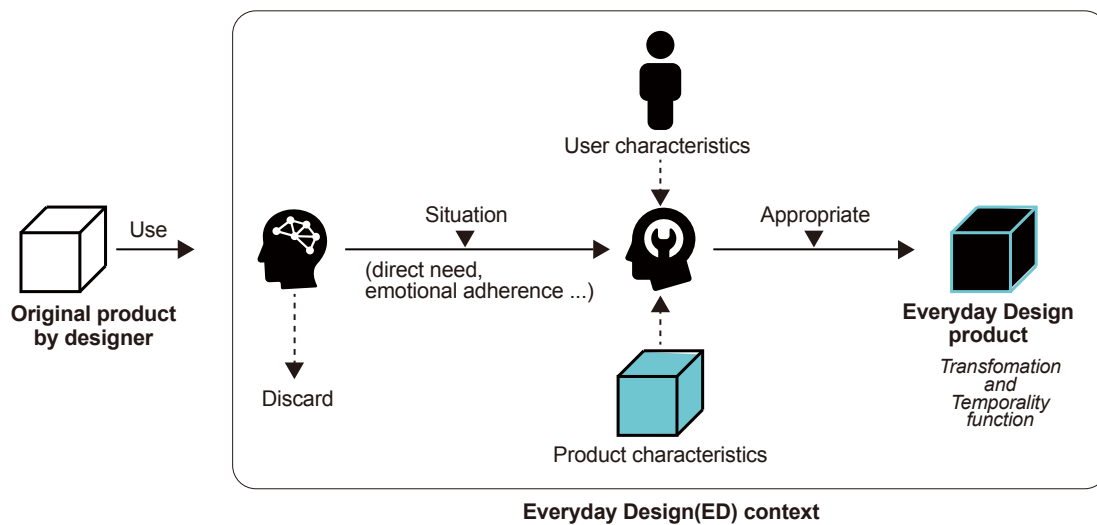 User characteristics
Use
Situation
Appropriate
(direct need,
emotional adherence ...)
Original product
by designer
Everyday Design
product
Transfomation
and
Temporality
function
Discard
Product characteristics
Everyday Design(ED) context